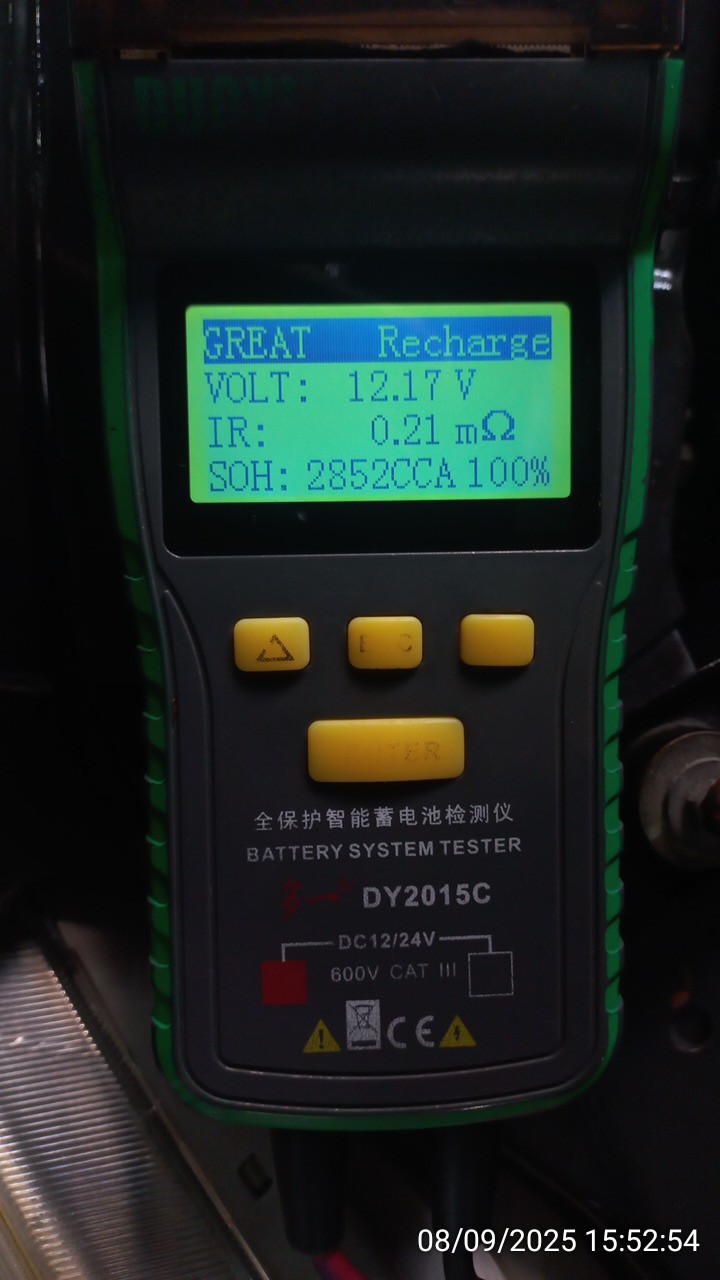 GREAT Recharge
VOLT: 12.17 V
IR: 0.21 mΩ
SOH: 2852CCA 100%
全保护智能蓄电池检测仪
BATTERY SYSTEM TESTER
DY2015C
DC12/24V
600V CAT III
CE
08/09/2025 15:52:54